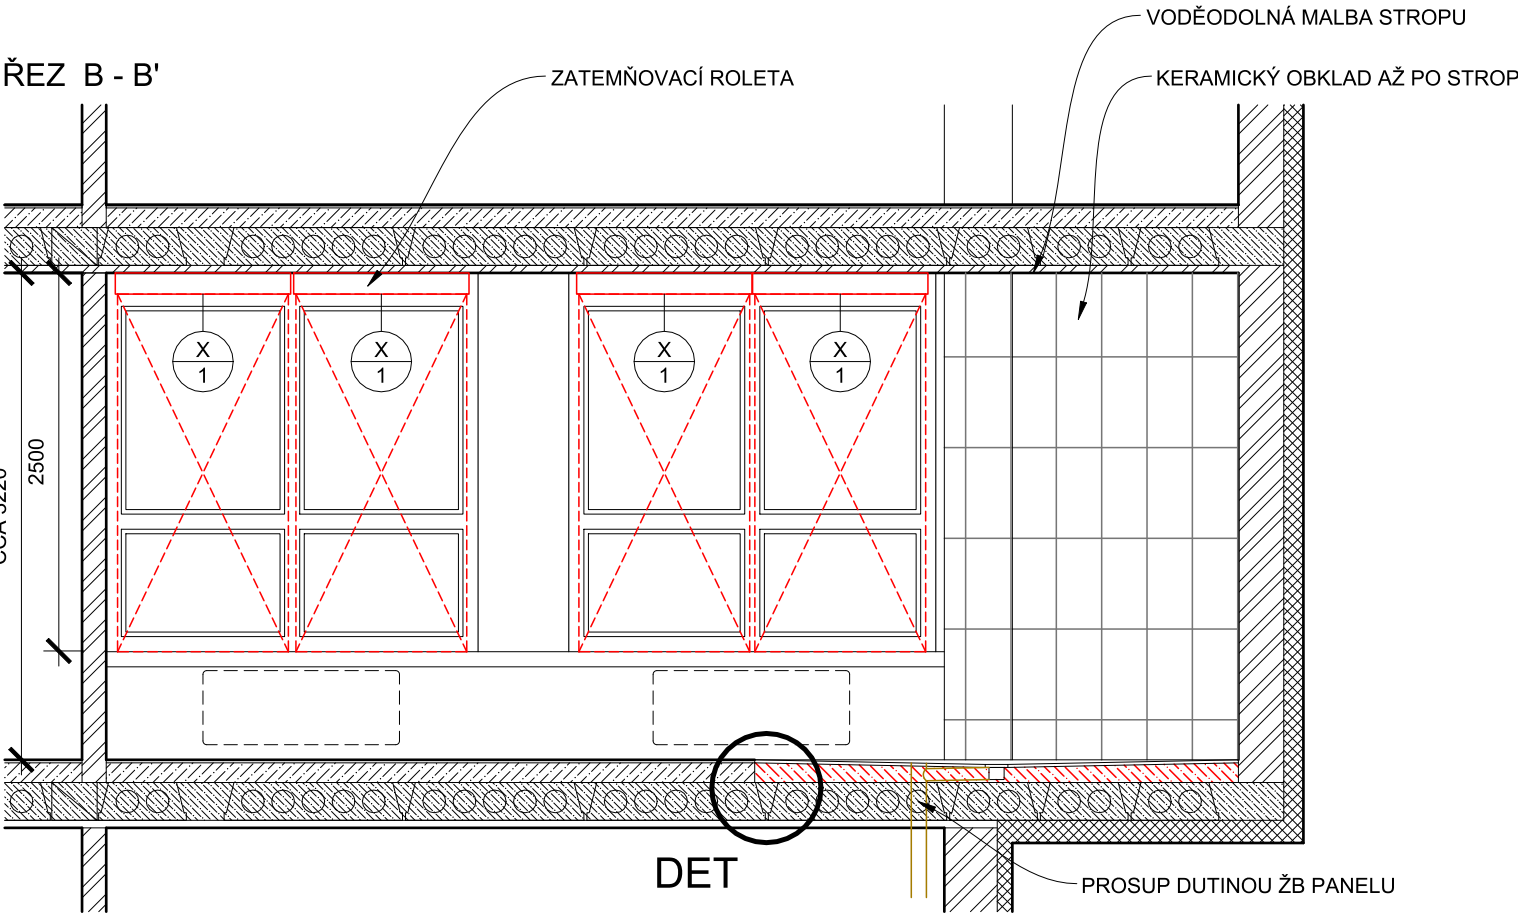 VODĚODOLNÁ MALBA STROPU
ŘEZ B - B'
ZATEMŇOVACÍ ROLETA
KERAMICKÝ OBKLAD AŽ PO STROP
X
1
X
1
X
1
X
1
2500
DET
PROSUP DUTINOU ŽB PANELU